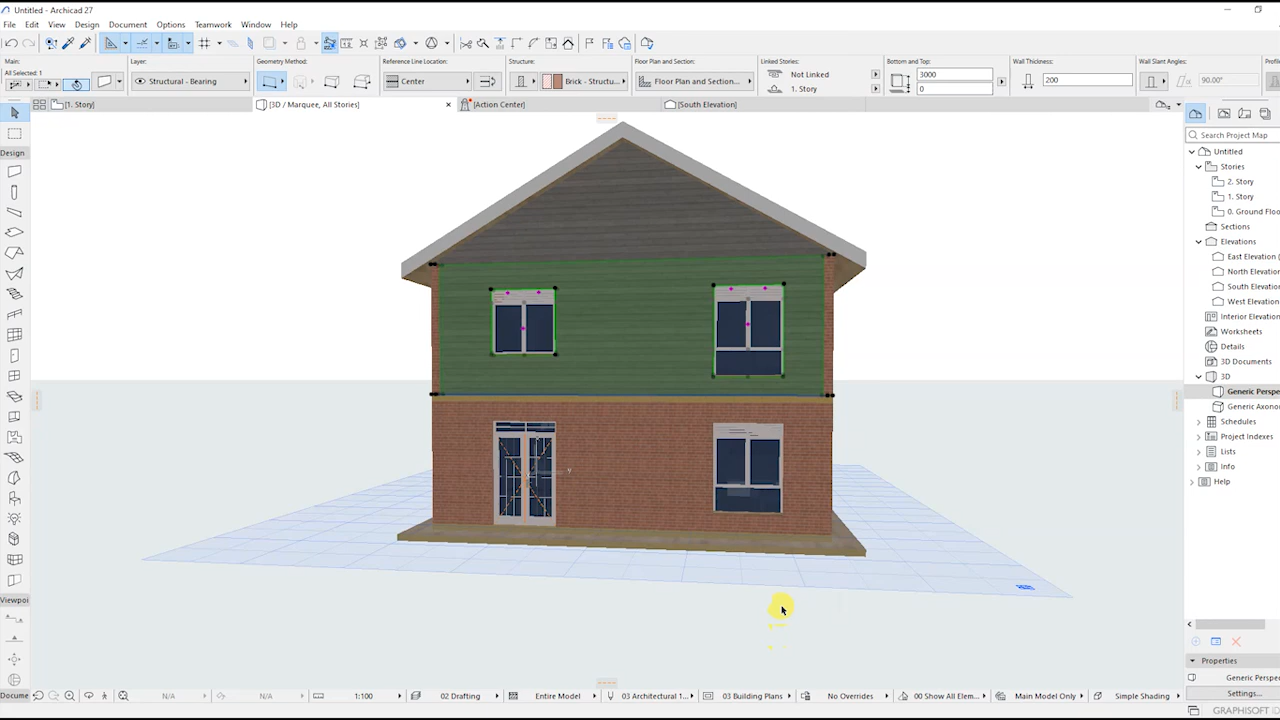 Untitled - Archicad 27
File Edit View Design Document Options Teamwork Window Help
Main: Layer: Geometry Method: Reference Line Location: Structure: Floor Plan and Section: Linked Stories: Bottom and Top: Wall Thickness: Wall Slant Angles:
All Selected: 1
Structural - Bearing Center Brick - Structu... Floor Plan and Section... Not Linked 3000 200 90.00°
1. Story 0
[1. Story] [3D / Marquee, All Stories] [Action Center] [South Elevation]
Search Project Map
Design
Untitled
Stories
2. Story
1. Story
0. Ground Floo
Sections
Elevations
East Elevation (
North Elevation
South Elevation
West Elevation
Interior Elevation
Worksheets
Details
3D Documents
3D
Generic Perspe
Generic Axono
Schedules
Project Indexes
Lists
Info
Help
Viewpoi
Properties
Generic Perspe
Docume N/A N/A 1:100 02 Drafting Entire Model 03 Architectural 1... 03 Building Plans No Overrides 00 Show All Elem... Main Model Only Simple Shading Settings...
GRAPHISOFT